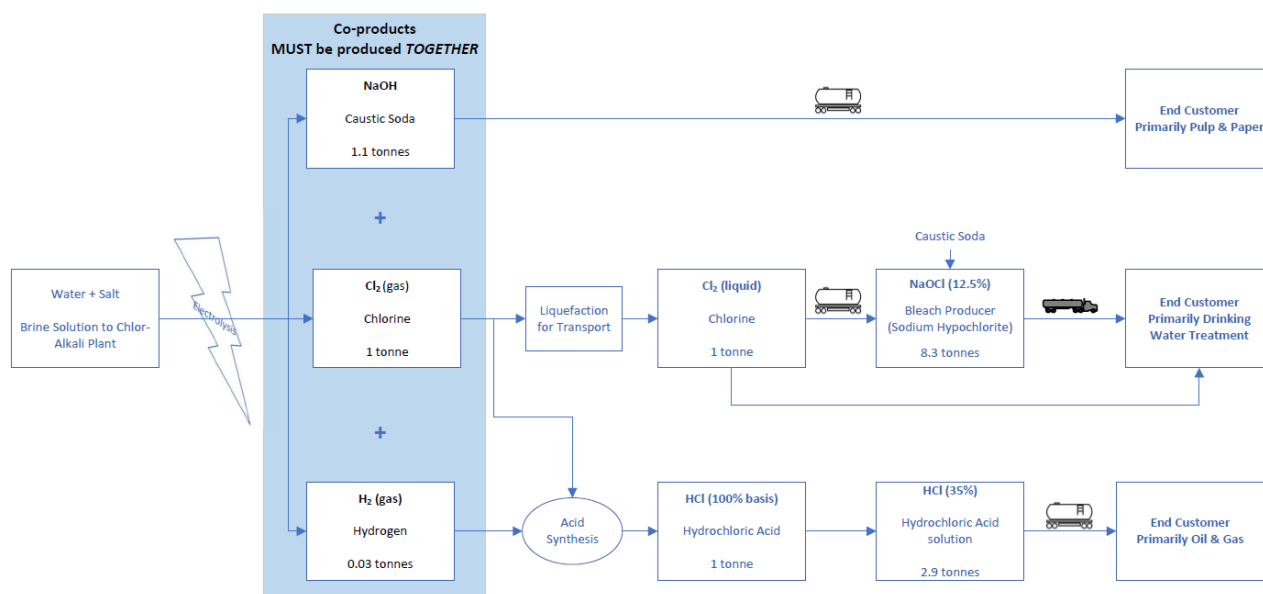 Co-products
MUST be produced TOGETHER
NaOH
Caustic Soda
1.1 tonnes
End Customer
Primarily Pulp & Paper
+
Caustic Soda
Water + Salt
Brine Solution to Chlor-
Alkali Plant
Electrolysis
Cl₂ (gas)
Chlorine
1 tonne
Liquefaction
for Transport
Cl₂ (liquid)
Chlorine
1 tonne
NaOCl (12.5%)
Bleach Producer
(Sodium Hypochlorite)
8.3 tonnes
End Customer
Primarily Drinking
Water Treatment
+
H₂ (gas)
Hydrogen
0.03 tonnes
Acid
Synthesis
HCl (100% basis)
Hydrochloric Acid
1 tonne
HCl (35%)
Hydrochloric Acid
solution
2.9 tonnes
End Customer
Primarily Oil & Gas